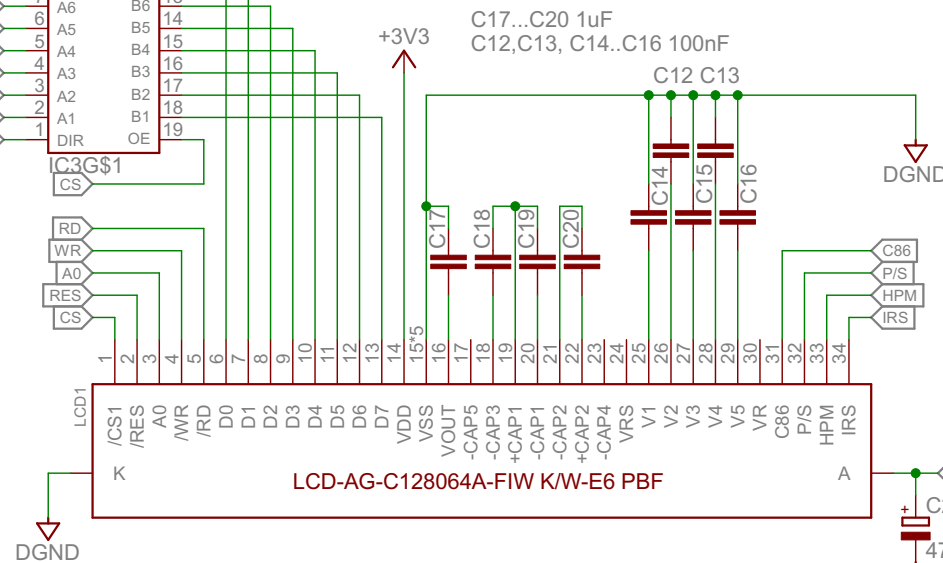 C17...C20 1uF
C12,C13, C14..C16 100nF
+3V3
C12 C13
A6
6 A5
5 A4
4 A3
3 A2
2 A1
1 DIR
B6
B5 14
B4 15
B3 16
B2 17
B1 18
OE 19
IC3G$1
CS
RD
WR
A0
RES
CS
C17
C18
C19
C20
C14
C15
C16
DGND
C86
P/S
HPM
IRS
1 2 3 4 5 6 7 8 9 10 11 12 13 14 15*5 16 17 18 19 20 21 22 23 24 25 26 27 28 29 30 31 32 33 34
LCD1
/CS1 /RES A0 /WR /RD D0 D1 D2 D3 D4 D5 D6 D7 VDD VSS VOUT -CAP5 -CAP3 +CAP1 -CAP1 -CAP2 +CAP2 -CAP4 VRS V1 V2 V3 V4 V5 VR C86 P/S HPM IRS
K
LCD-AG-C128064A-FIW K/W-E6 PBF
A
DGND
+